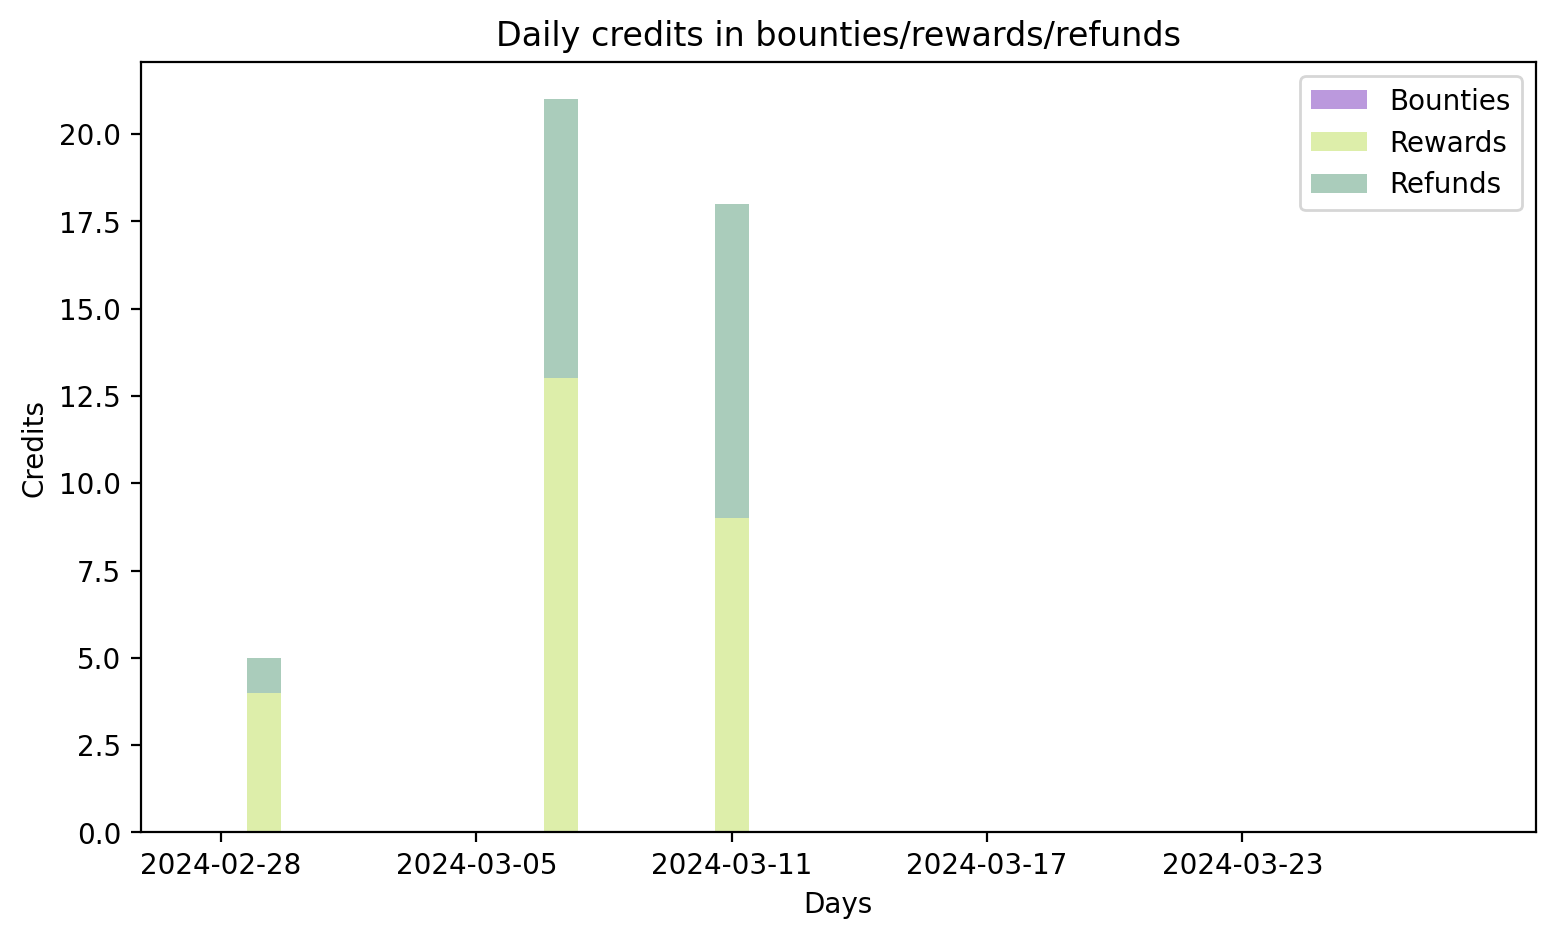 Daily credits in bounties/rewards/refunds
Bounties
Rewards
Refunds
20.0
17.5
15.0
12.5
10.0
7.5
5.0
2.5
0.0
Credits
2024-02-28 2024-03-05 2024-03-11 2024-03-17 2024-03-23
Days